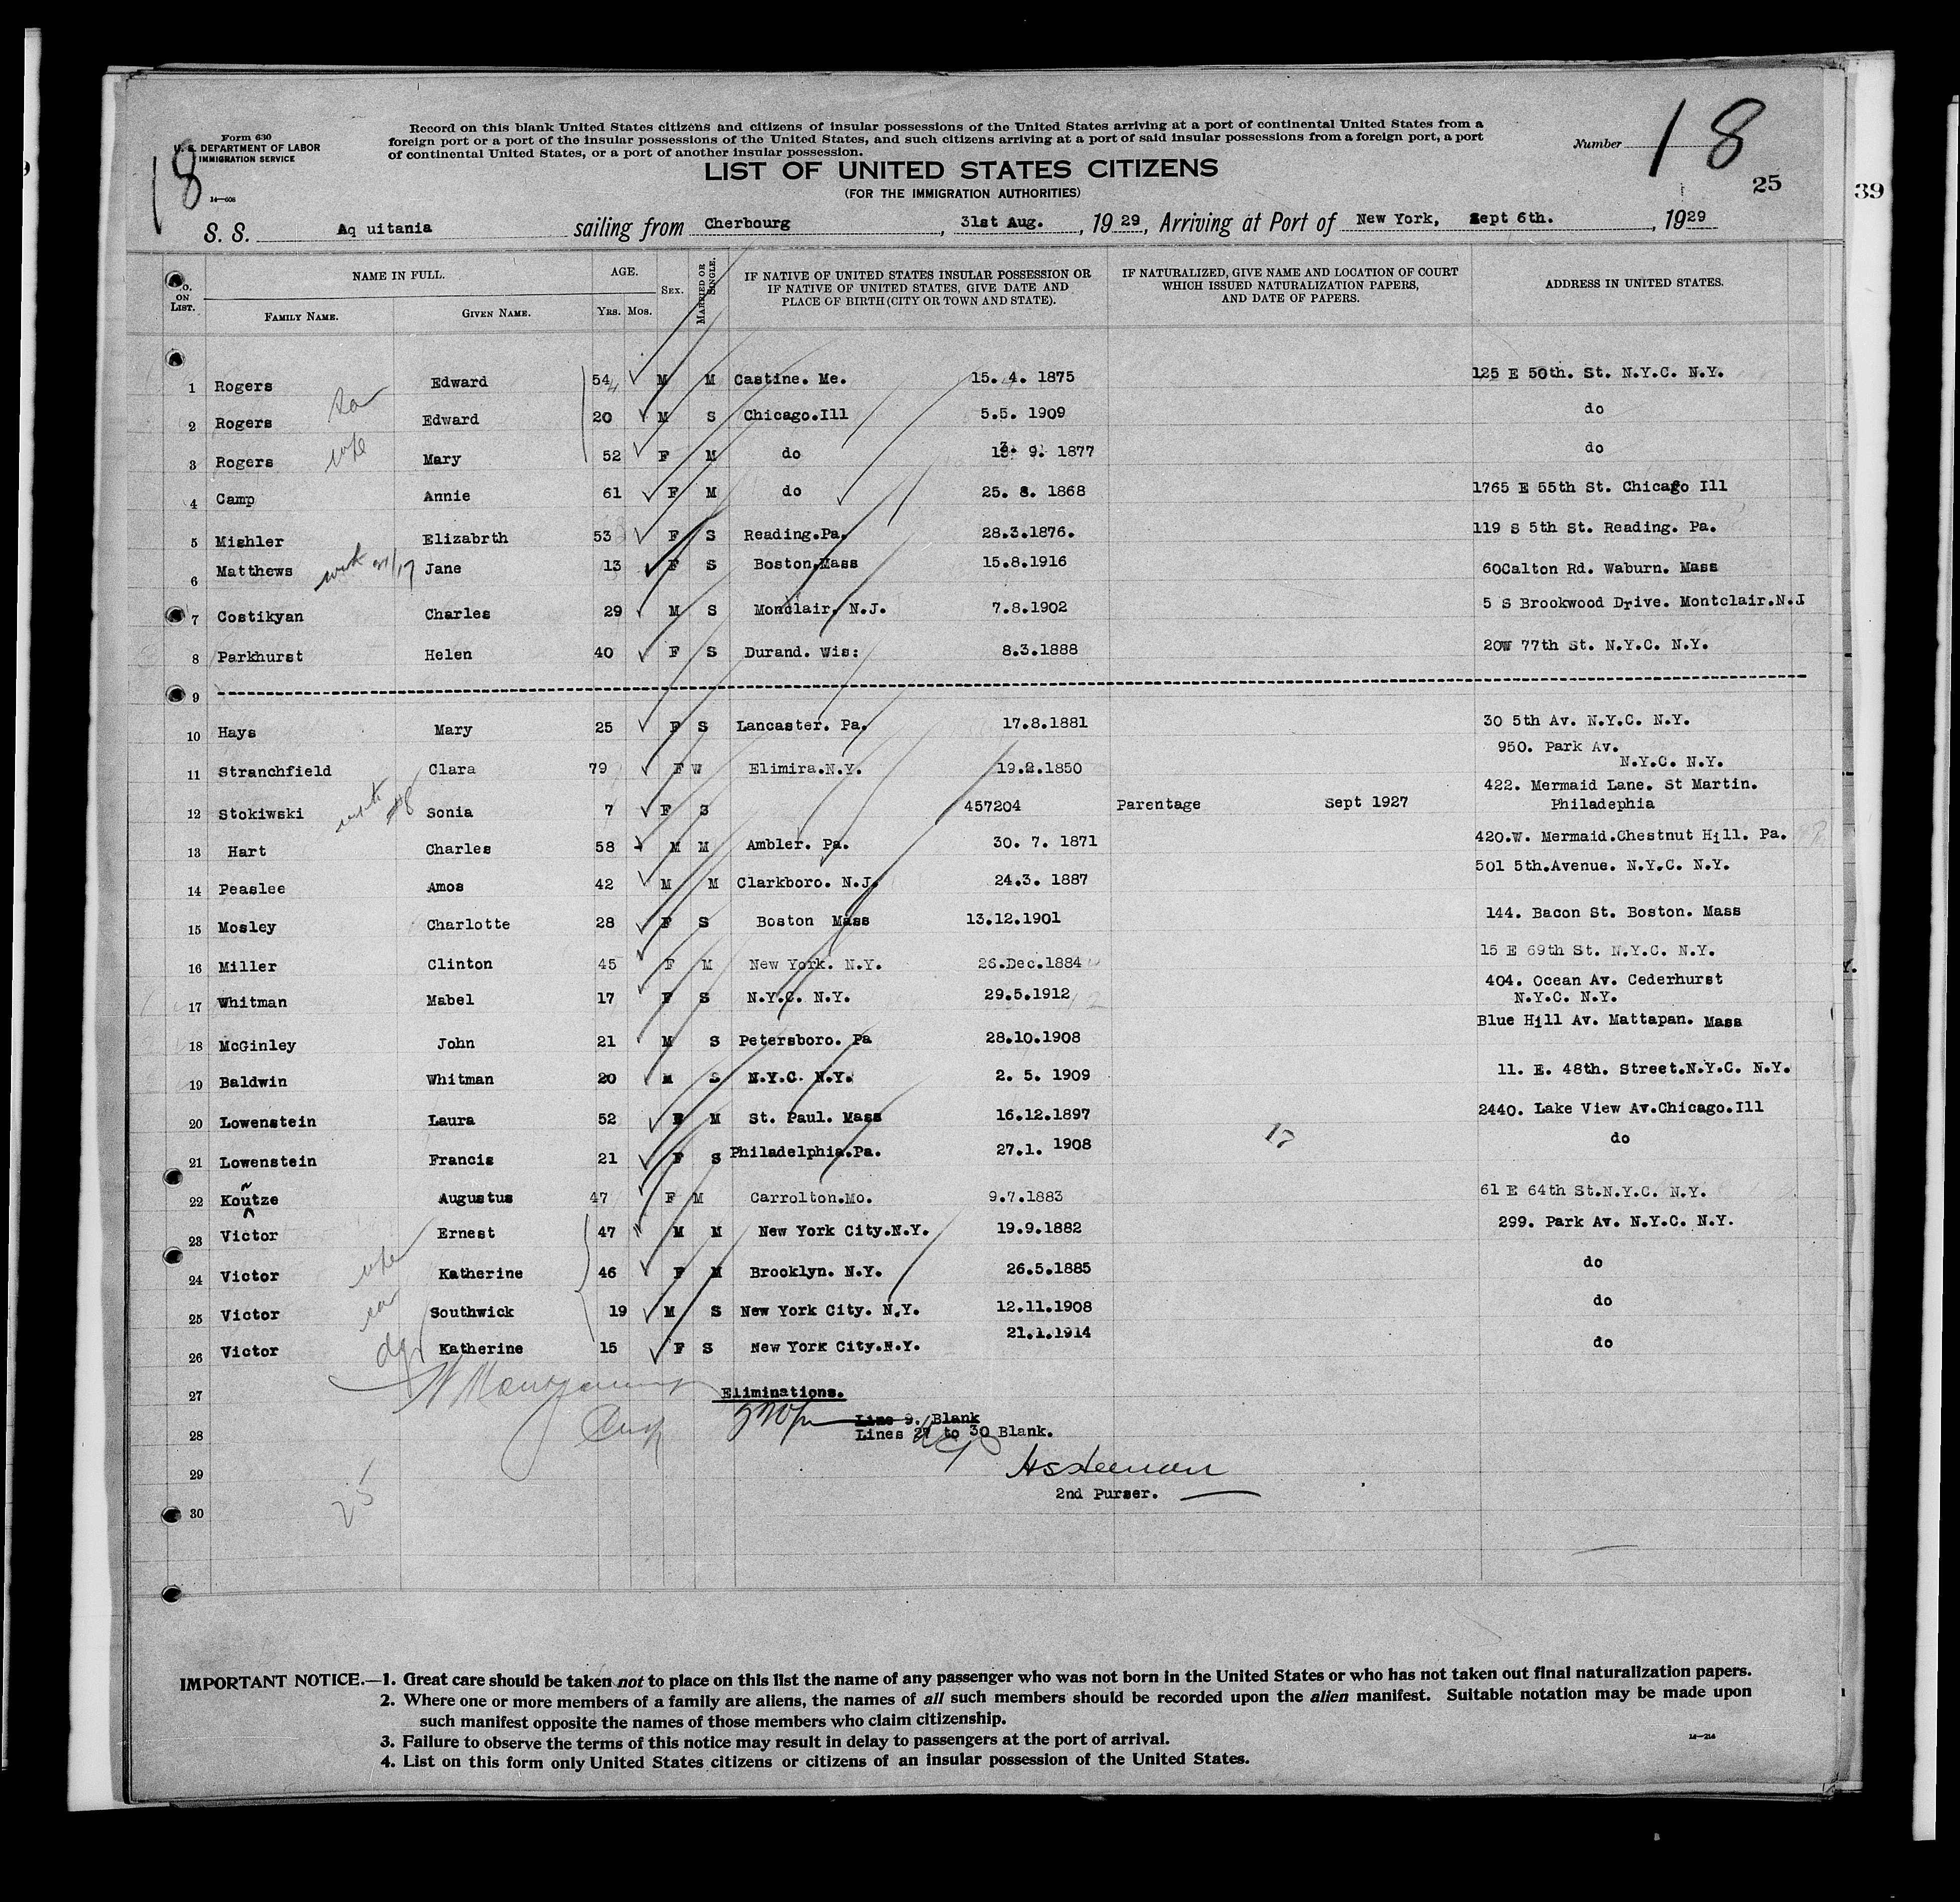 Form 630
U. S. DEPARTMENT OF LABOR
IMMIGRATION SERVICE
14—608
18
Record on this blank United States citizens and citizens of insular possessions of the United States arriving at a port of continental United States from a
foreign port or a port of the insular possessions of the United States, and such citizens arriving at a port of said insular possessions from a foreign port, a port
of continental United States, or a port of another insular possession.
Number 18
25
39
LIST OF UNITED STATES CITIZENS
(FOR THE IMMIGRATION AUTHORITIES)
S. S. Aq uitania sailing from Cherbourg, 31st Aug., 1929, Arriving at Port of New York, Sept 6th., 1929
No. ON LIST. NAME IN FULL. AGE. SEX. MARRIED OR SINGLE. IF NATIVE OF UNITED STATES INSULAR POSSESSION OR IF NATIVE OF UNITED STATES, GIVE DATE AND PLACE OF BIRTH (CITY OR TOWN AND STATE). IF NATURALIZED, GIVE NAME AND LOCATION OF COURT WHICH ISSUED NATURALIZATION PAPERS, AND DATE OF PAPERS. ADDRESS IN UNITED STATES.
FAMILY NAME. GIVEN NAME. YRS. MOS.
1 Rogers Edward 54 M M Castine. Me. 15. 4. 1875 125 E 50th. St. N.Y.C. N.Y.
2 Rogers Edward 20 M S Chicago.Ill 5.5. 1909 do
3 Rogers wife Mary 52 F M do 13. 9. 1877 do
4 Camp Annie 61 F M do 25. 8. 1868 1765 E 55th St. Chicago Ill
5 Mishler Elizabrth 53 F S Reading.Pa. 28.3.1876. 119 S 5th St. Reading. Pa.
6 Matthews Jane 13 F S Boston.Mass 15.8.1916 60Calton Rd. Waburn. Mass
7 Costikyan Charles 29 M S Monclair. N.J. 7.8.1902 5 S Brookwood Drive. Montclair.N.J
8 Parkhurst Helen 40 F S Durand. Wis: 8.3.1888 20W 77th St. N.Y.C. N.Y.
9
10 Hays Mary 25 F S Lancaster. Pa. 17.8.1881 30 5th Av. N.Y.C. N.Y.
11 Stranchfield Clara 79 F W Elimira.N.Y. 19.2.1850 950. Park Av. N.Y.C. N.Y.
12 Stokiwski Sonia 7 F S 457204 Parentage Sept 1927 422. Mermaid Lane. St Martin. Philadephia
13 Hart Charles 58 M M Ambler. Pa. 30. 7. 1871 420.W. Mermaid.Chestnut Hill. Pa.
14 Peaslee Amos 42 M M Clarkboro. N.J. 24.3. 1887 501 5th.Avenue. N.Y.C. N.Y.
15 Mosley Charlotte 28 F S Boston Mass 13.12.1901 144. Bacon St. Boston. Mass
16 Miller Clinton 45 F M New York. N.Y. 26.Dec.1884 15 E 69th St. N.Y.C. N.Y.
17 Whitman Mabel 17 F S N.Y.C. N.Y. 29.5.1912 404. Ocean Av. Cederhurst N.Y.C. N.Y.
18 McGinley John 21 M S Petersboro. Pa 28.10.1908 Blue Hill Av. Mattapan. Mass
19 Baldwin Whitman 20 M S N.Y.C. N.Y. 2. 5. 1909 11. E. 48th. Street.N.Y.C. N.Y.
20 Lowenstein Laura 52 F M St. Paul. Mass 16.12.1897 2440. Lake View Av.Chicago.Ill
21 Lowenstein Francis 21 F S Philadelphia.Pa. 27.1. 1908 do
22 Koutze Augustus 47 F M Carrolton.Mo. 9.7.1883 61 E 64th St.N.Y.C. N.Y.
23 Victor Ernest 47 M M New York City.N.Y. 19.9.1882 299. Park Av. N.Y.C. N.Y.
24 Victor wife Katherine 46 F M Brooklyn. N.Y. 26.5.1885 do
25 Victor Southwick 19 M S New York City. N.Y. 12.11.1908 do
26 Victor Katherine 15 F S New York City.N.Y. 21.1.1914 do
27 Eliminations.
Line 9. Blank
28 Lines 27 to 30 Blank.
29
2nd Purser.
30
25
IMPORTANT NOTICE.—1. Great care should be taken not to place on this list the name of any passenger who was not born in the United States or who has not taken out final naturalization papers.
2. Where one or more members of a family are aliens, the names of all such members should be recorded upon the alien manifest. Suitable notation may be made upon
such manifest opposite the names of those members who claim citizenship.
3. Failure to observe the terms of this notice may result in delay to passengers at the port of arrival.
4. List on this form only United States citizens or citizens of an insular possession of the United States.
14—214